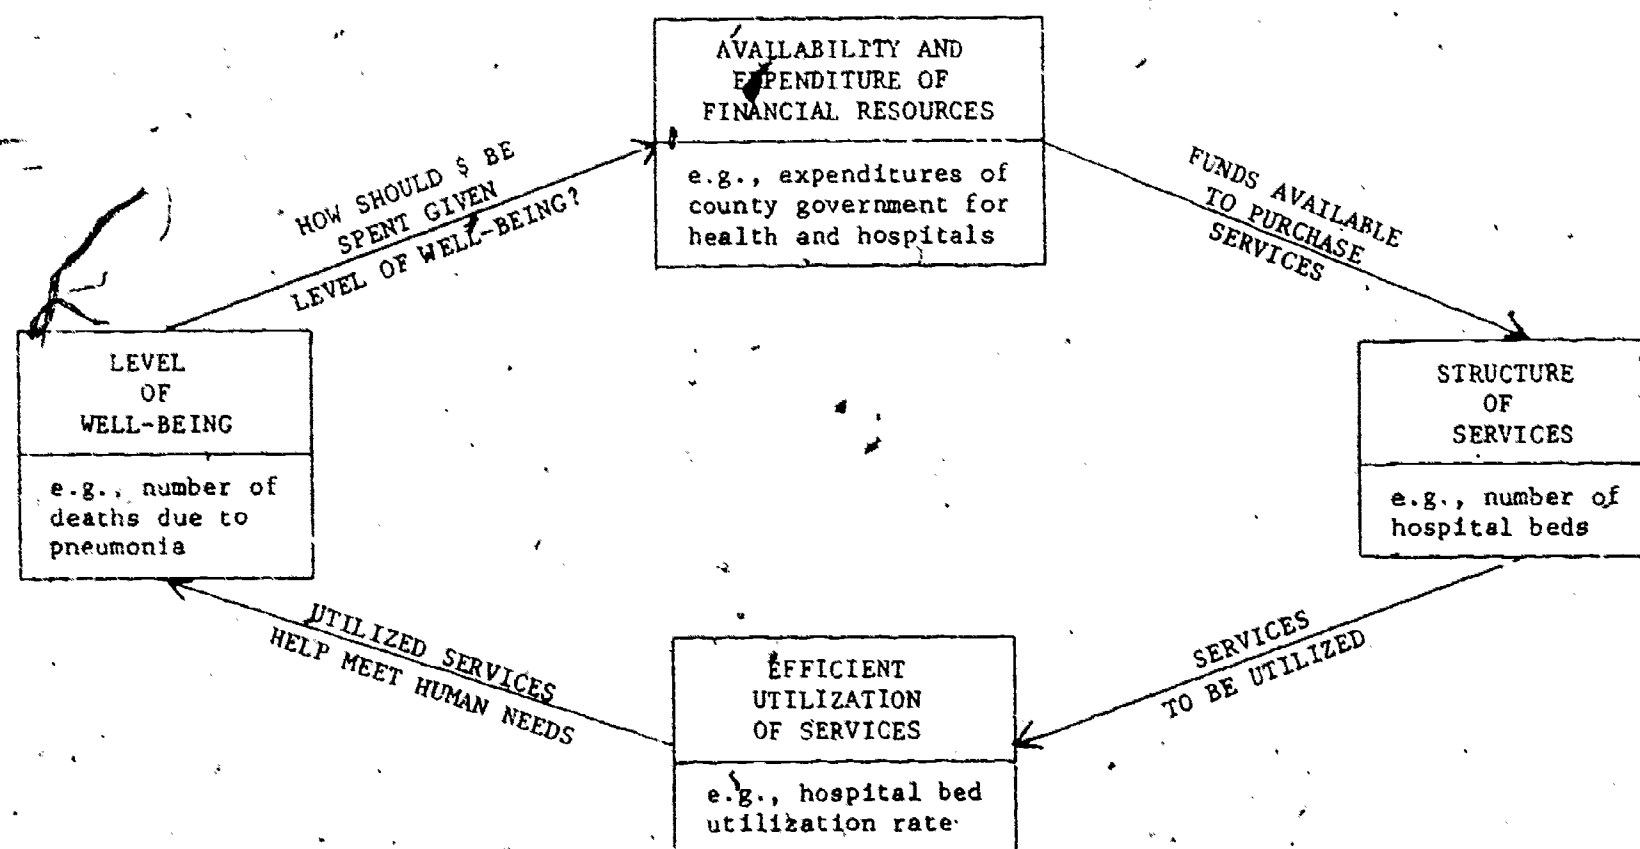 AVAILABILITY AND
EXPENDITURE OF
FINANCIAL RESOURCES
e.g., expenditures of
county government for
health and hospitals
HOW SHOULD $ BE
SPENT GIVEN
LEVEL OF WELL-BEING?
FUNDS AVAILABLE
TO PURCHASE
SERVICES
LEVEL
OF
WELL-BEING
e.g., number of
deaths due to
pneumonia
STRUCTURE
OF
SERVICES
e.g., number of
hospital beds
UTILIZED SERVICES
HELP MEET HUMAN NEEDS
EFFICIENT
UTILIZATION
OF SERVICES
e.g., hospital bed
utilization rate
SERVICES
TO BE UTILIZED